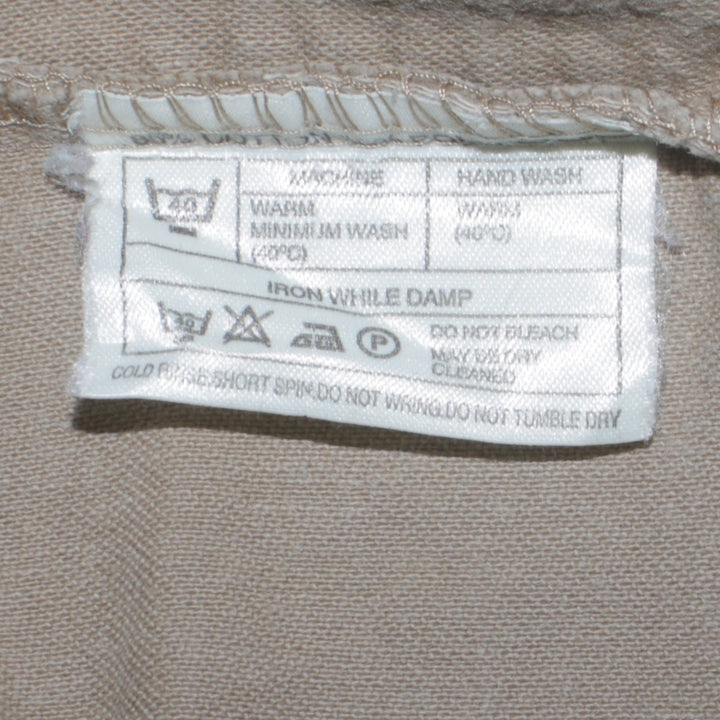 40
MACHINE
HAND WASH
WARM
MINIMUM WASH
(40°C)
WARM
(40°C)
IRON WHILE DAMP
P
DO NOT BLEACH
MAY BE DRY
CLEANED
COLD RINSE.SHORT SPIN.DO NOT WRING.DO NOT TUMBLE DRY